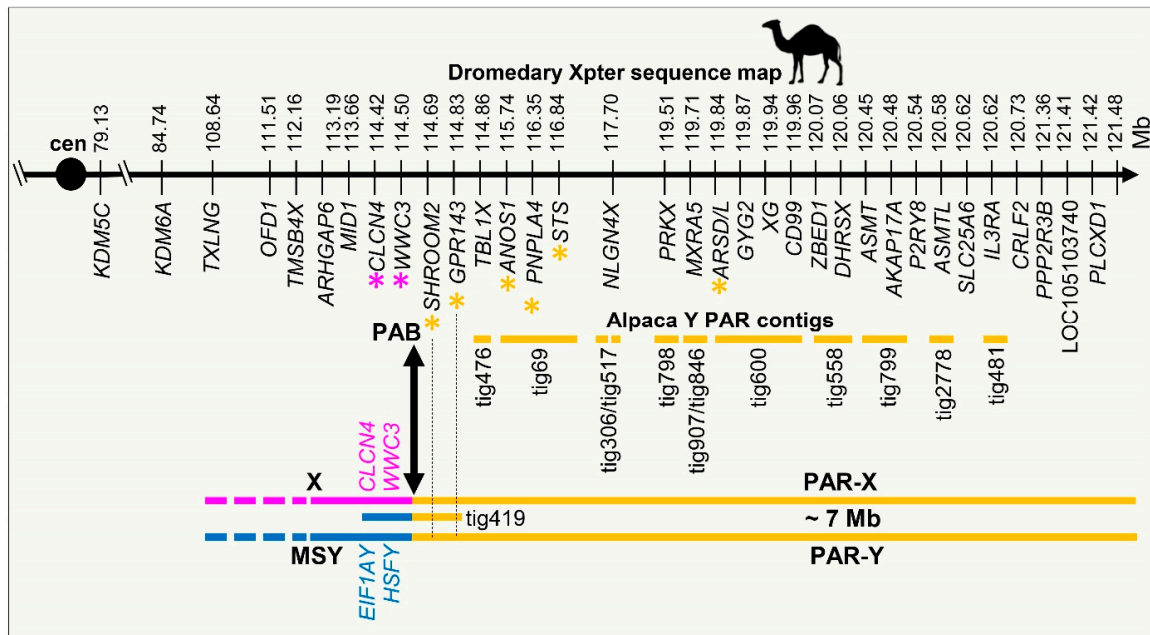 Dromedary Xpter sequence map
cen
79.13
84.74
108.64
111.51
112.16
113.19
113.66
114.42
114.50
114.69
114.83
114.86
115.74
116.35
116.84
117.70
119.51
119.71
119.84
119.87
119.94
119.96
120.07
120.06
120.45
120.48
120.54
120.58
120.62
120.62
120.73
121.36
121.41
121.42
121.48
Mb
KDM5C
KDM6A
TXLNG
OFD1
TMSB4X
ARHGAP6
MID1
*CLCN4
*WWC3
*SHROOM2
*GPR143
TBL1X
*ANOS1
*PNPLA4
*STS
NLGN4X
PRKX
MXRA5
*ARSD/L
GYG2
XG
CD99
ZBED1
DHRSX
ASMT
AKAP17A
P2RY8
ASMTL
SLC25A6
IL3RA
CRLF2
PPP2R3B
LOC105103740
PLCXD1
PAB
Alpaca Y PAR contigs
tig476
tig69
tig306/tig517
tig798
tig907/tig846
tig600
tig558
tig799
tig2778
tig481
CLCN4
WWC3
X
PAR-X
tig419
~ 7 Mb
MSY
PAR-Y
EIF1AY
HSFY